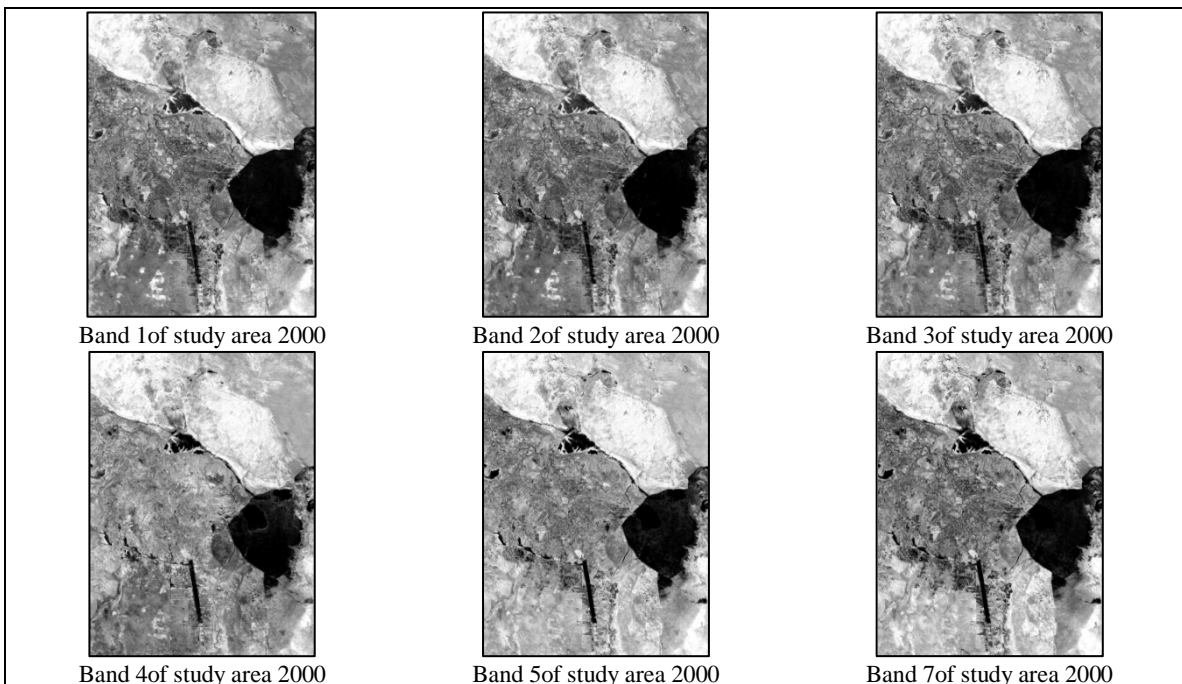 Band 1of study area 2000
Band 2of study area 2000
Band 3of study area 2000
Band 4of study area 2000
Band 5of study area 2000
Band 7of study area 2000